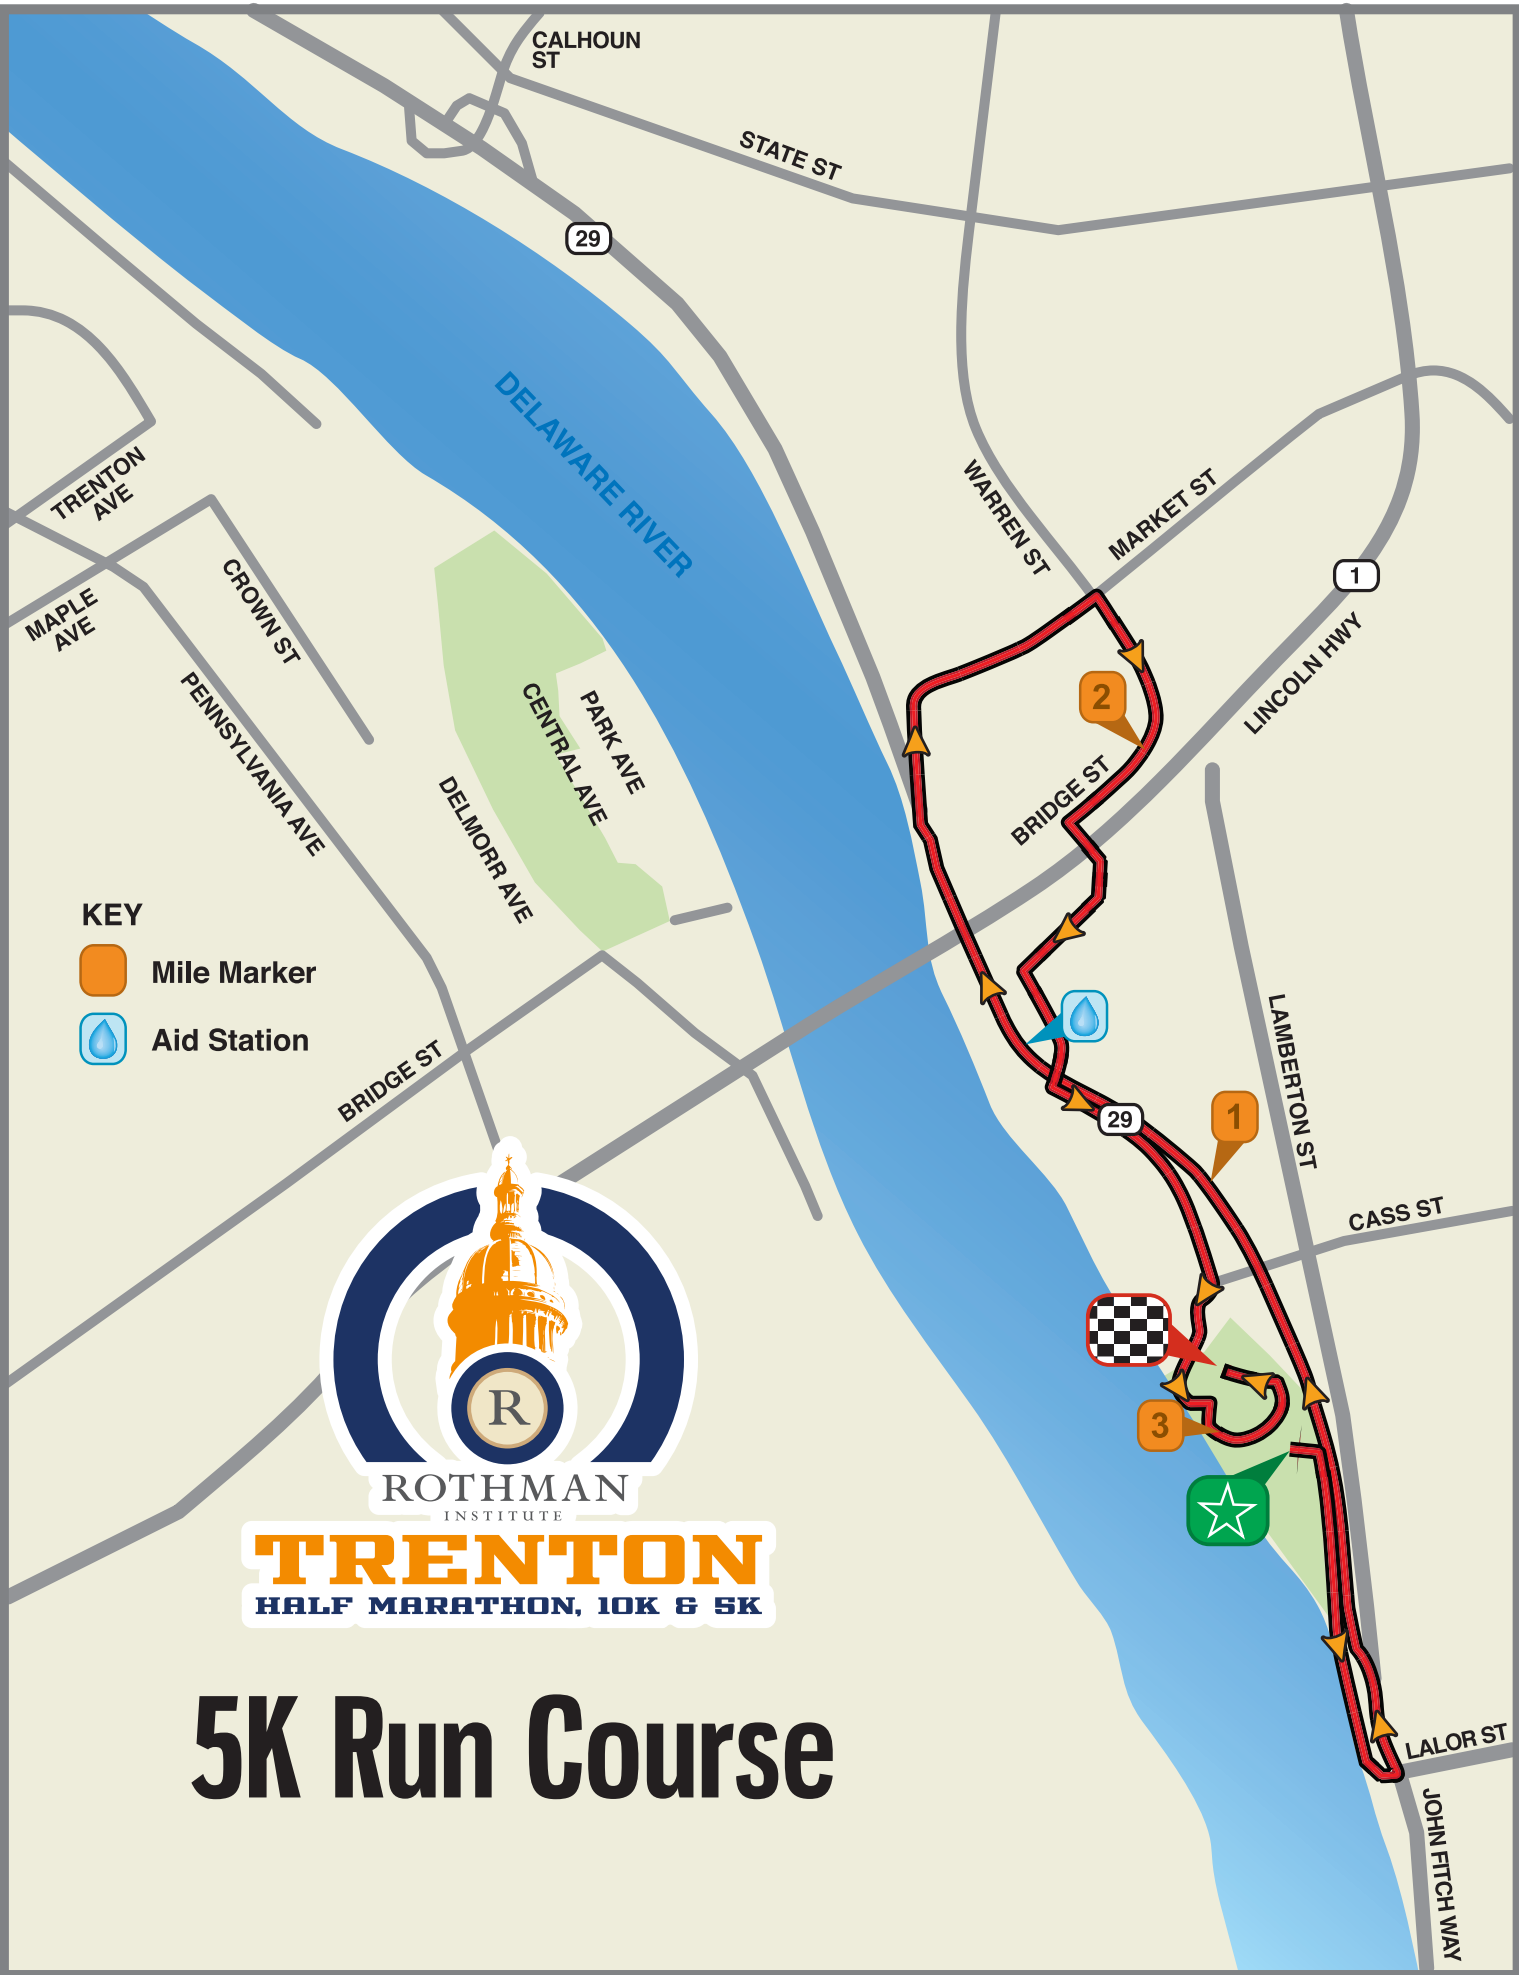 CALHOUN
ST
STATE ST
29
DELAWARE RIVER
TRENTON
AVE
WARREN ST
MARKET ST
1
MAPLE
AVE
CROWN ST
LINCOLN HWY
PENNSYLVANIA AVE
CENTRAL AVE
PARK AVE
2
DELMORR AVE
BRIDGE ST
KEY
Mile Marker
Aid Station
BRIDGE ST
LAMBERTON ST
29
1
CASS ST
3
R
ROTHMAN
INSTITUTE
TRENTON
HALF MARATHON, 10K & 5K
5K Run Course
LALOR ST
JOHN FITCH WAY